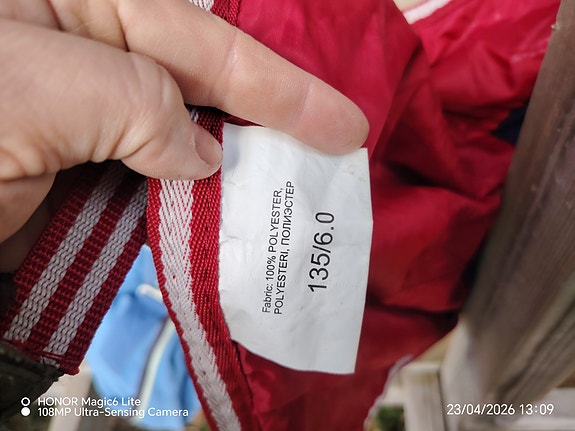 Fabric: 100% POLYESTER,
POLYESTERI, ПОЛИЭСТЕР
135/6.0
HONOR Magic6 Lite
108MP Ultra-Sensing Camera
23/04/2026 13:09